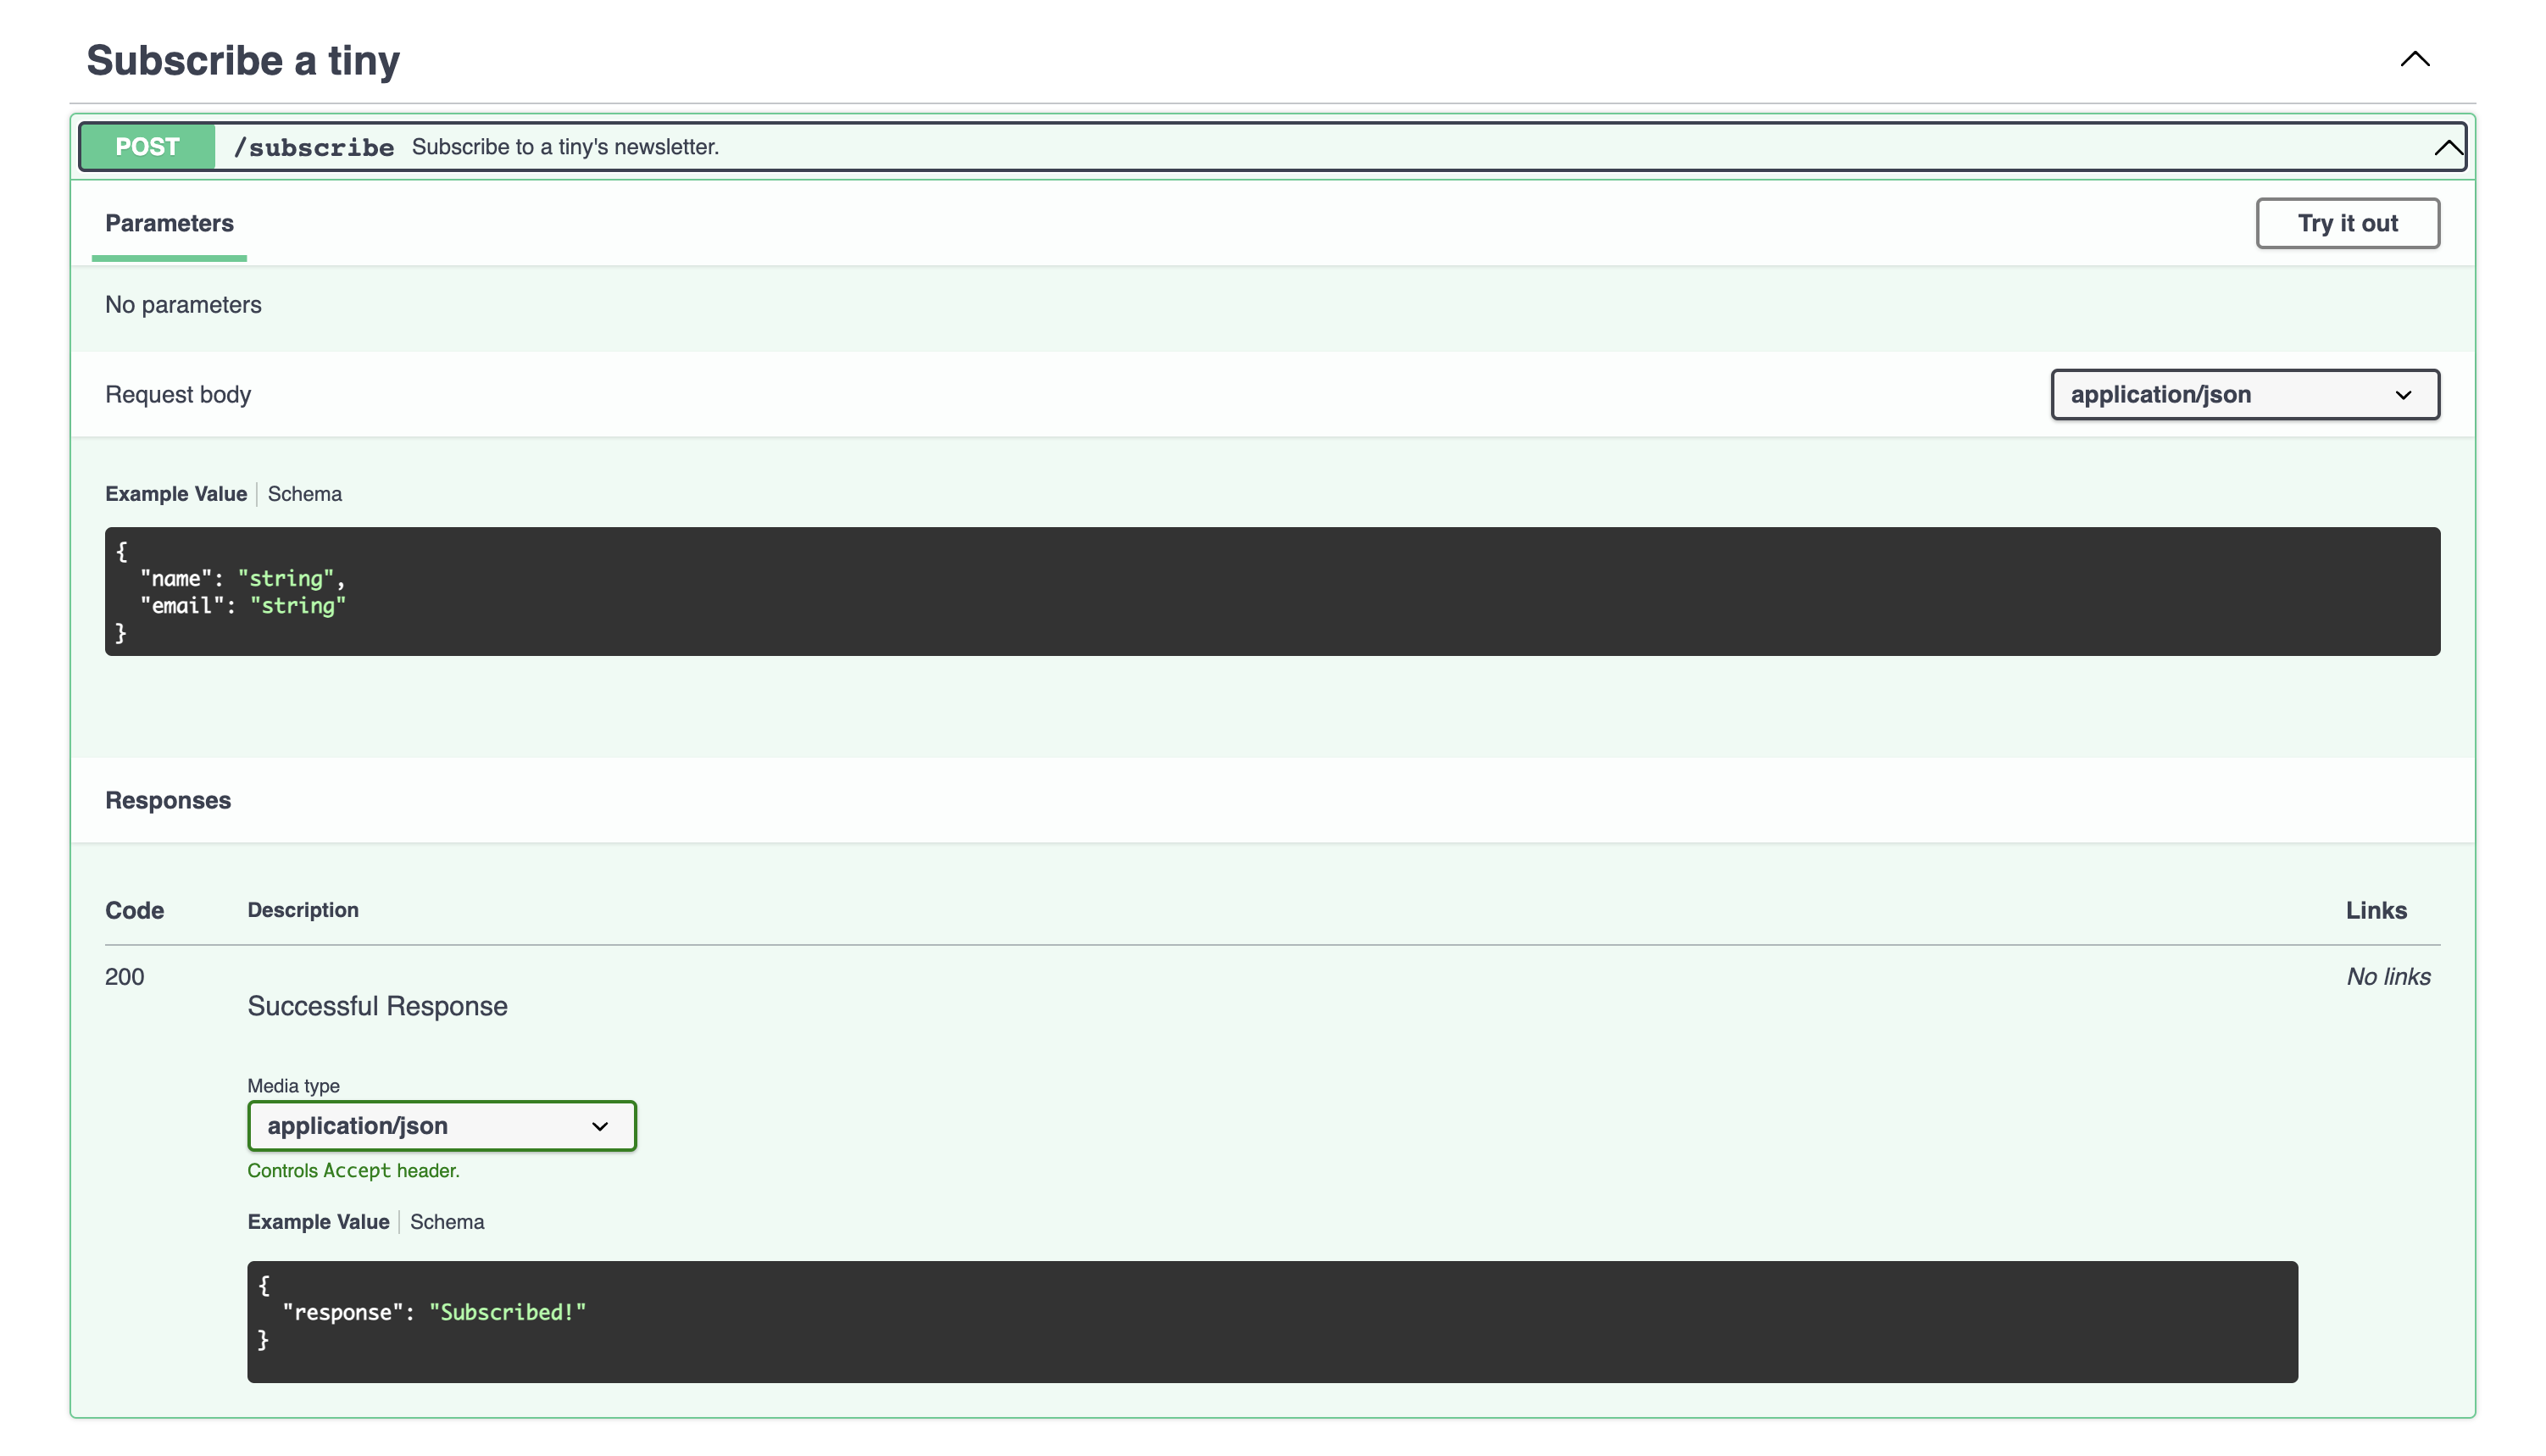 Subscribe a tiny
POST /subscribe Subscribe to a tiny's newsletter.
Parameters Try it out
No parameters
Request body application/json
Example Value Schema
{
  "name": "string",
  "email": "string"
}
Responses
Code Description Links
200 No links
Successful Response
Media type
application/json
Controls Accept header.
Example Value Schema
{
  "response": "Subscribed!"
}